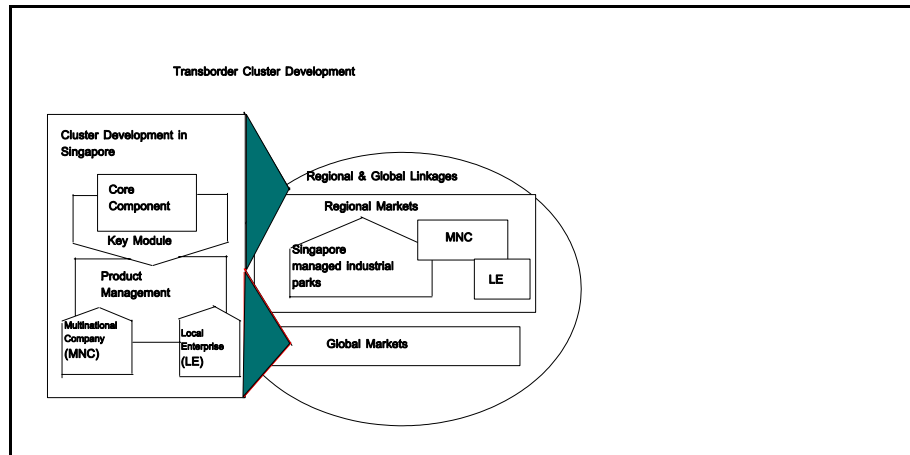 Transborder Cluster Development
Cluster Development in
Singapore
Core
Component
Key Module
Product
Management
Multinational
Company
(MNC)
Local
Enterprise
(LE)
Regional & Global Linkages
Regional Markets
Singapore
managed industrial
parks
MNC
LE
Global Markets